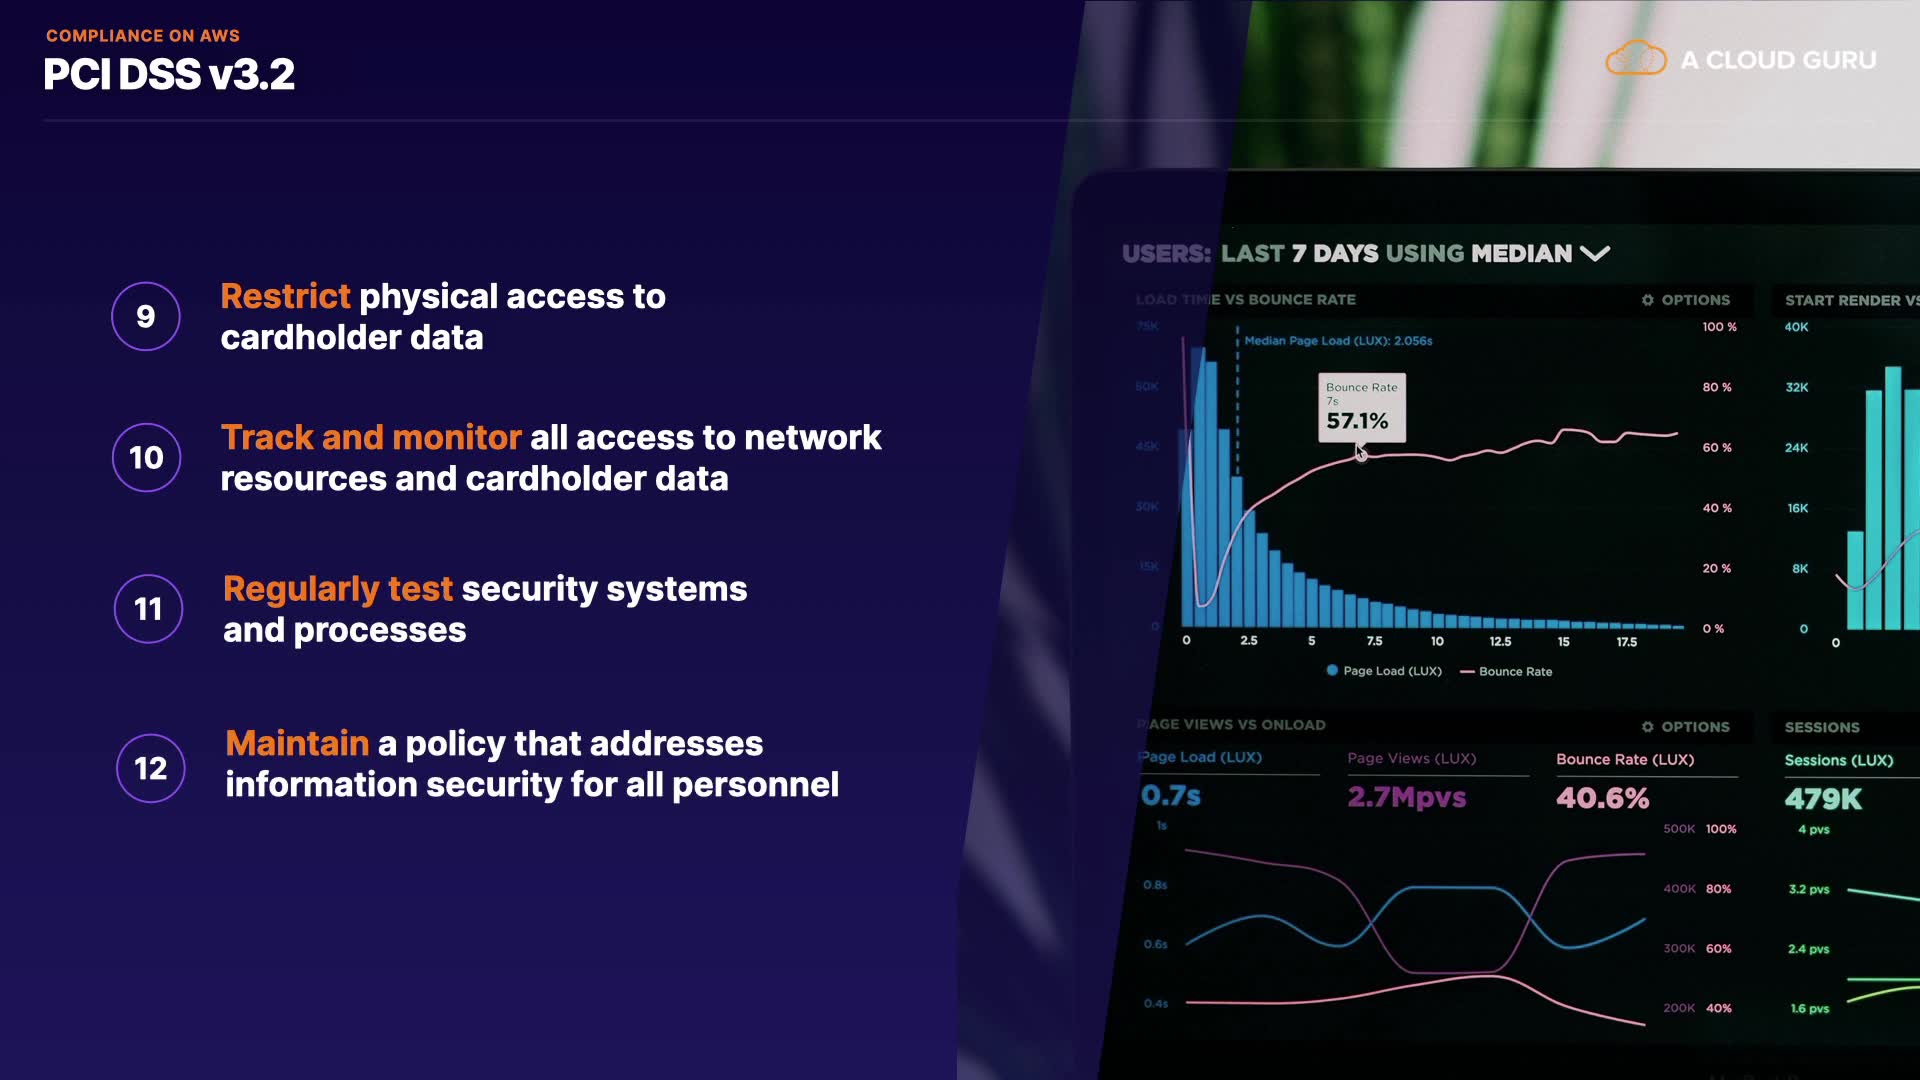 COMPLIANCE ON AWS
PCI DSS v3.2
A CLOUD GURU
9
Restrict physical access to
cardholder data
10
Track and monitor all access to network
resources and cardholder data
11
Regularly test security systems
and processes
12
Maintain a policy that addresses
information security for all personnel
USERS: LAST 7 DAYS USING MEDIAN
LOAD TIME VS BOUNCE RATE
OPTIONS
75K
60K
45K
30K
15K
0
Median Page Load (LUX): 2.056s
Bounce Rate
7s
57.1%
100 %
80 %
60 %
40 %
20 %
0 %
0 2.5 5 7.5 10 12.5 15 17.5
Page Load (LUX) Bounce Rate
START RENDER VS
40K
32K
24K
16K
8K
0
0
PAGE VIEWS VS ONLOAD
OPTIONS
Page Load (LUX)
0.7s
Page Views (LUX)
2.7Mpvs
Bounce Rate (LUX)
40.6%
1s
0.8s
0.6s
0.4s
500K 100%
400K 80%
300K 60%
200K 40%
SESSIONS
Sessions (LUX)
479K
4 pvs
3.2 pvs
2.4 pvs
1.6 pvs